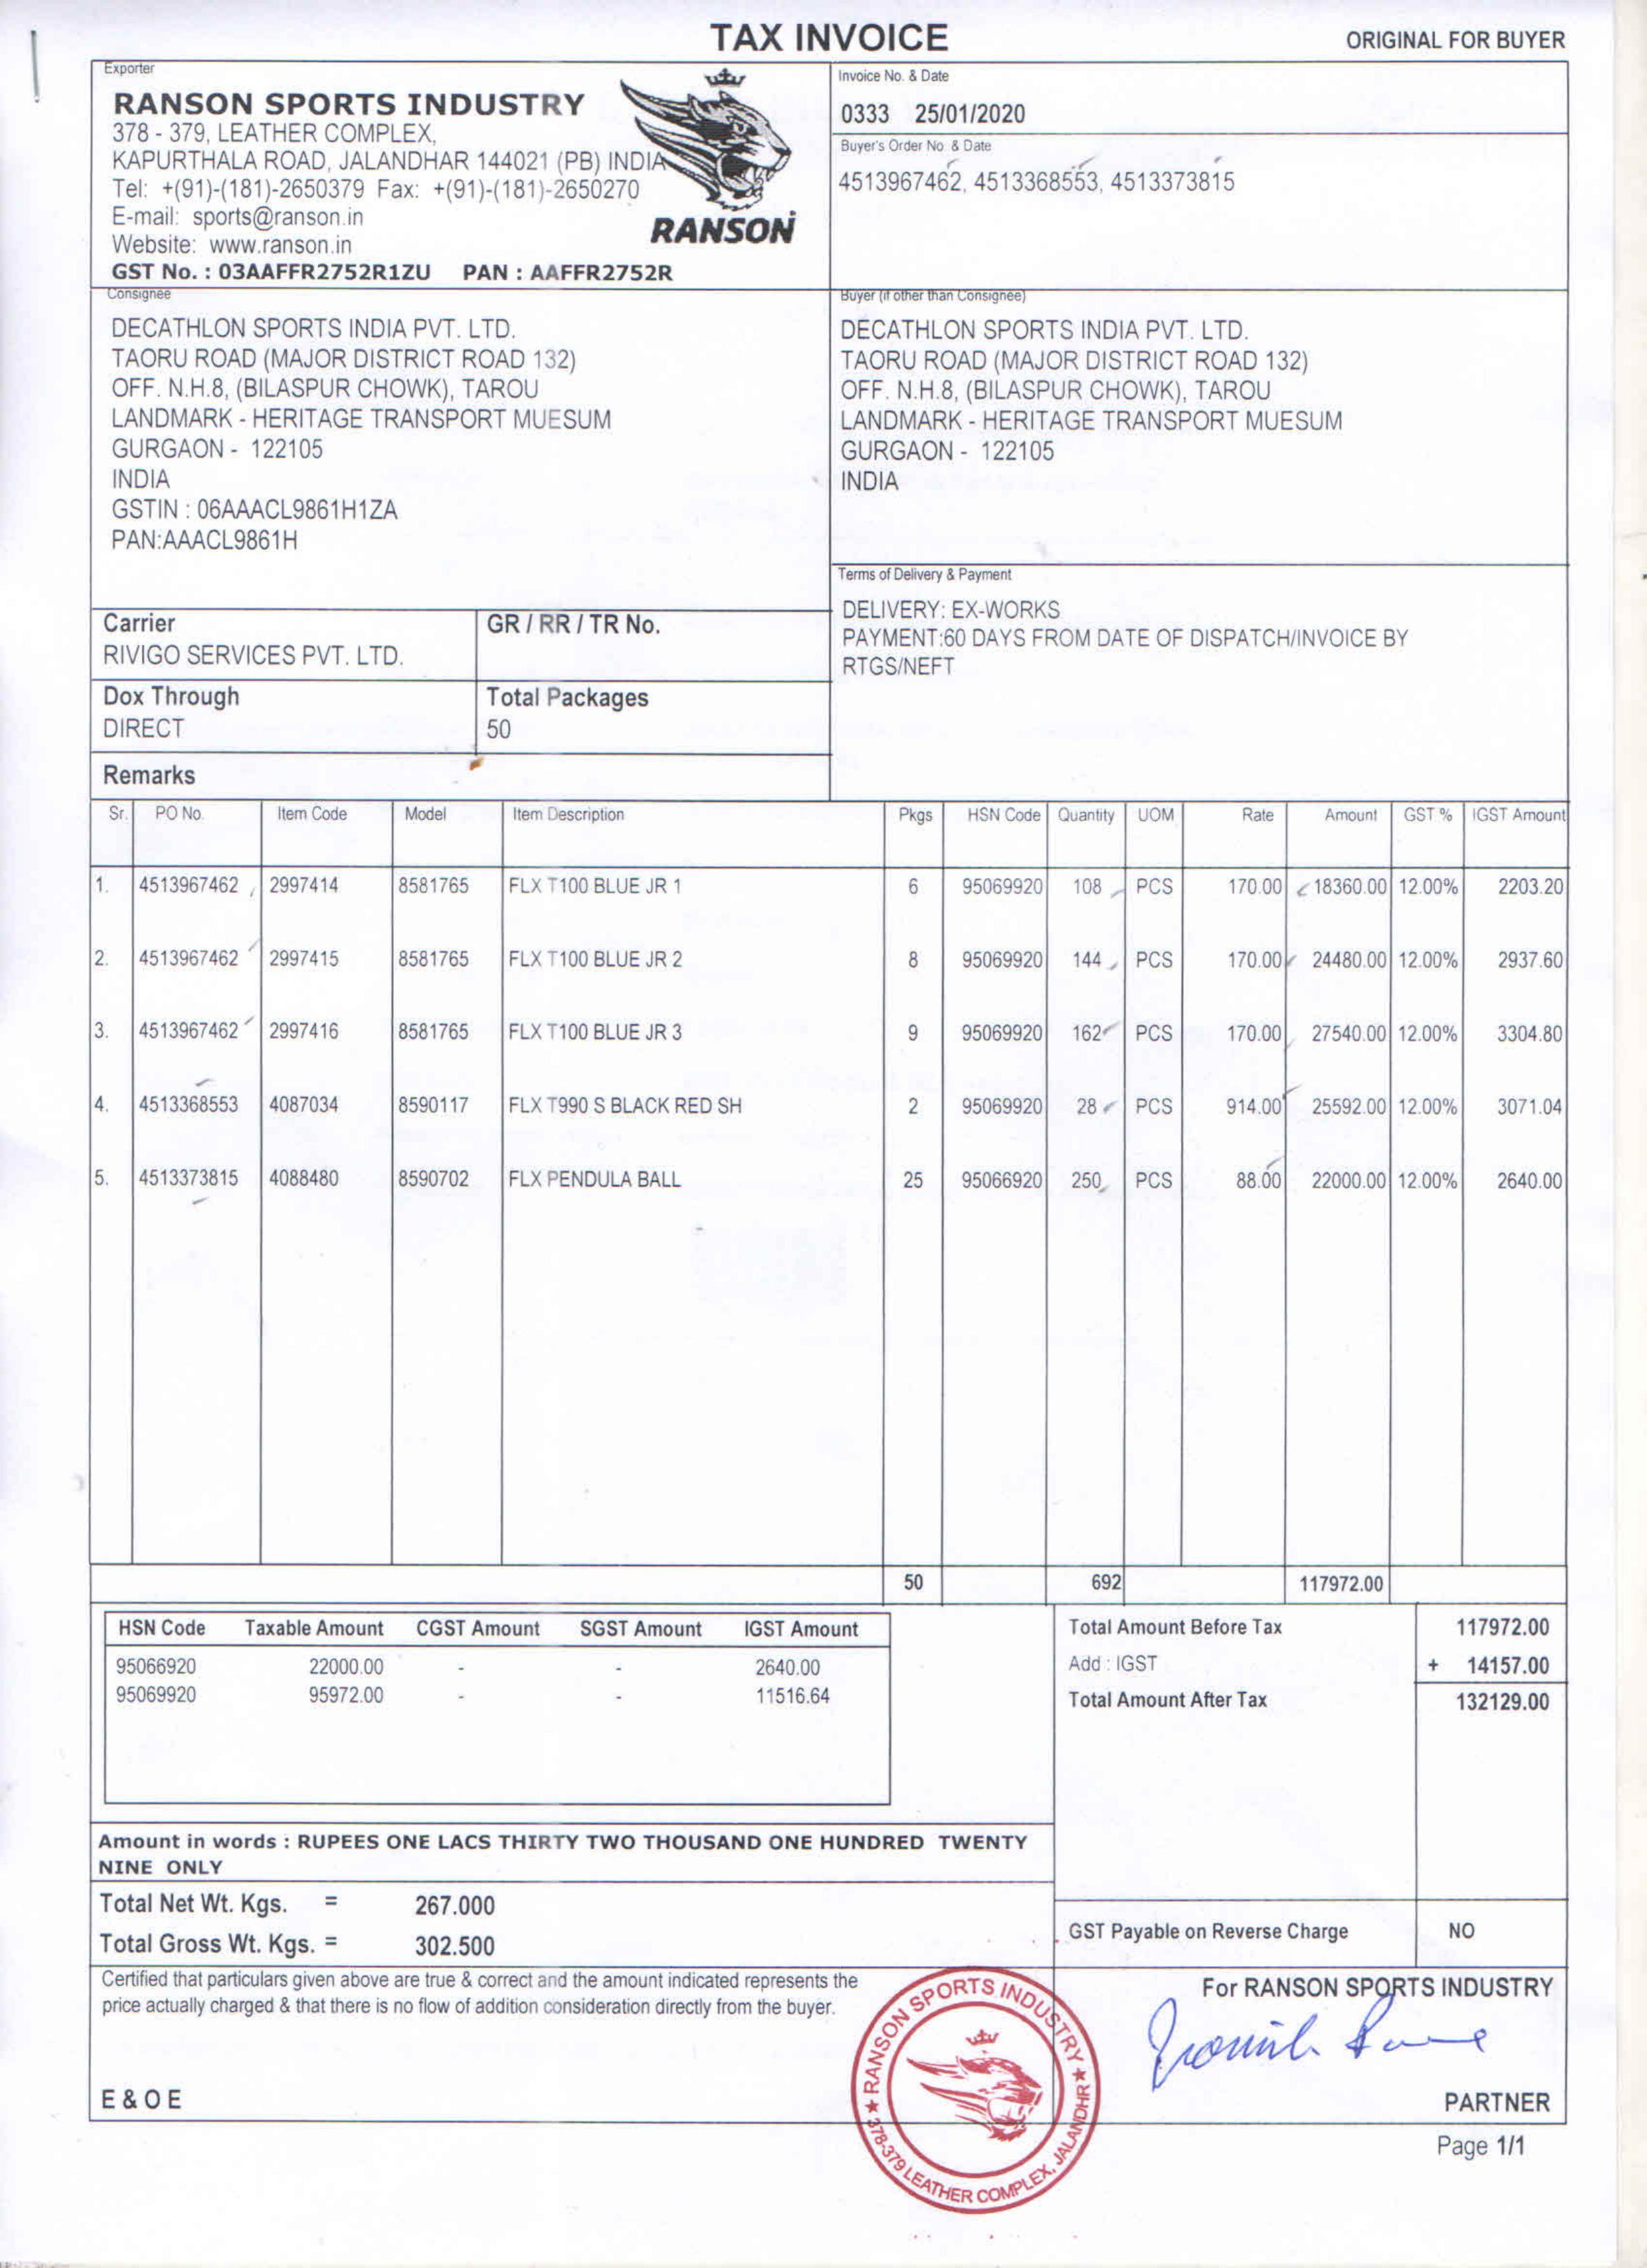 TAX INVOICE
ORIGINAL FOR BUYER
Exporter
RANSON SPORTS INDUSTRY
378 - 379, LEATHER COMPLEX,
KAPURTHALA ROAD, JALANDHAR 144021 (PB) INDIA
Tel: +(91)-(181)-2650379 Fax: +(91)-(181)-2650270
E-mail: sports@ranson.in
Website: www.ranson.in
GST No. : 03AAFFR2752R1ZU PAN : AAFFR2752R
RANSON
Invoice No. & Date
0333 25/01/2020
Buyer's Order No & Date
4513967462, 4513368553, 4513373815
Consignee
DECATHLON SPORTS INDIA PVT. LTD.
TAORU ROAD (MAJOR DISTRICT ROAD 132)
OFF. N.H.8, (BILASPUR CHOWK), TAROU
LANDMARK - HERITAGE TRANSPORT MUESUM
GURGAON - 122105
INDIA
GSTIN : 06AAACL9861H1ZA
PAN:AAACL9861H
Buyer (if other than Consignee)
DECATHLON SPORTS INDIA PVT. LTD.
TAORU ROAD (MAJOR DISTRICT ROAD 132)
OFF. N.H.8, (BILASPUR CHOWK), TAROU
LANDMARK - HERITAGE TRANSPORT MUESUM
GURGAON - 122105
INDIA
Terms of Delivery & Payment
DELIVERY: EX-WORKS
PAYMENT:60 DAYS FROM DATE OF DISPATCH/INVOICE BY
RTGS/NEFT
Carrier
RIVIGO SERVICES PVT. LTD.
GR / RR / TR No.
Dox Through
DIRECT
Total Packages
50
Remarks
Sr. PO No. Item Code Model Item Description Pkgs HSN Code Quantity UOM Rate Amount GST % IGST Amount
1. 4513967462 2997414 8581765 FLX T100 BLUE JR 1 6 95069920 108 PCS 170.00 18360.00 12.00% 2203.20
2. 4513967462 2997415 8581765 FLX T100 BLUE JR 2 8 95069920 144 PCS 170.00 24480.00 12.00% 2937.60
3. 4513967462 2997416 8581765 FLX T100 BLUE JR 3 9 95069920 162 PCS 170.00 27540.00 12.00% 3304.80
4. 4513368553 4087034 8590117 FLX T990 S BLACK RED SH 2 95069920 28 PCS 914.00 25592.00 12.00% 3071.04
5. 4513373815 4088480 8590702 FLX PENDULA BALL 25 95066920 250 PCS 88.00 22000.00 12.00% 2640.00
50 692 117972.00
HSN Code Taxable Amount CGST Amount SGST Amount IGST Amount
95066920 22000.00 - - 2640.00
95069920 95972.00 - - 11516.64
Total Amount Before Tax 117972.00
Add : IGST + 14157.00
Total Amount After Tax 132129.00
Amount in words : RUPEES ONE LACS THIRTY TWO THOUSAND ONE HUNDRED TWENTY
NINE ONLY
Total Net Wt. Kgs. = 267.000
Total Gross Wt. Kgs. = 302.500
GST Payable on Reverse Charge NO
Certified that particulars given above are true & correct and the amount indicated represents the
price actually charged & that there is no flow of addition consideration directly from the buyer.
E & O E
RANSON SPORTS INDUSTRY
378-379 LEATHER COMPLEX, JALANDHR
For RANSON SPORTS INDUSTRY
PARTNER
Page 1/1